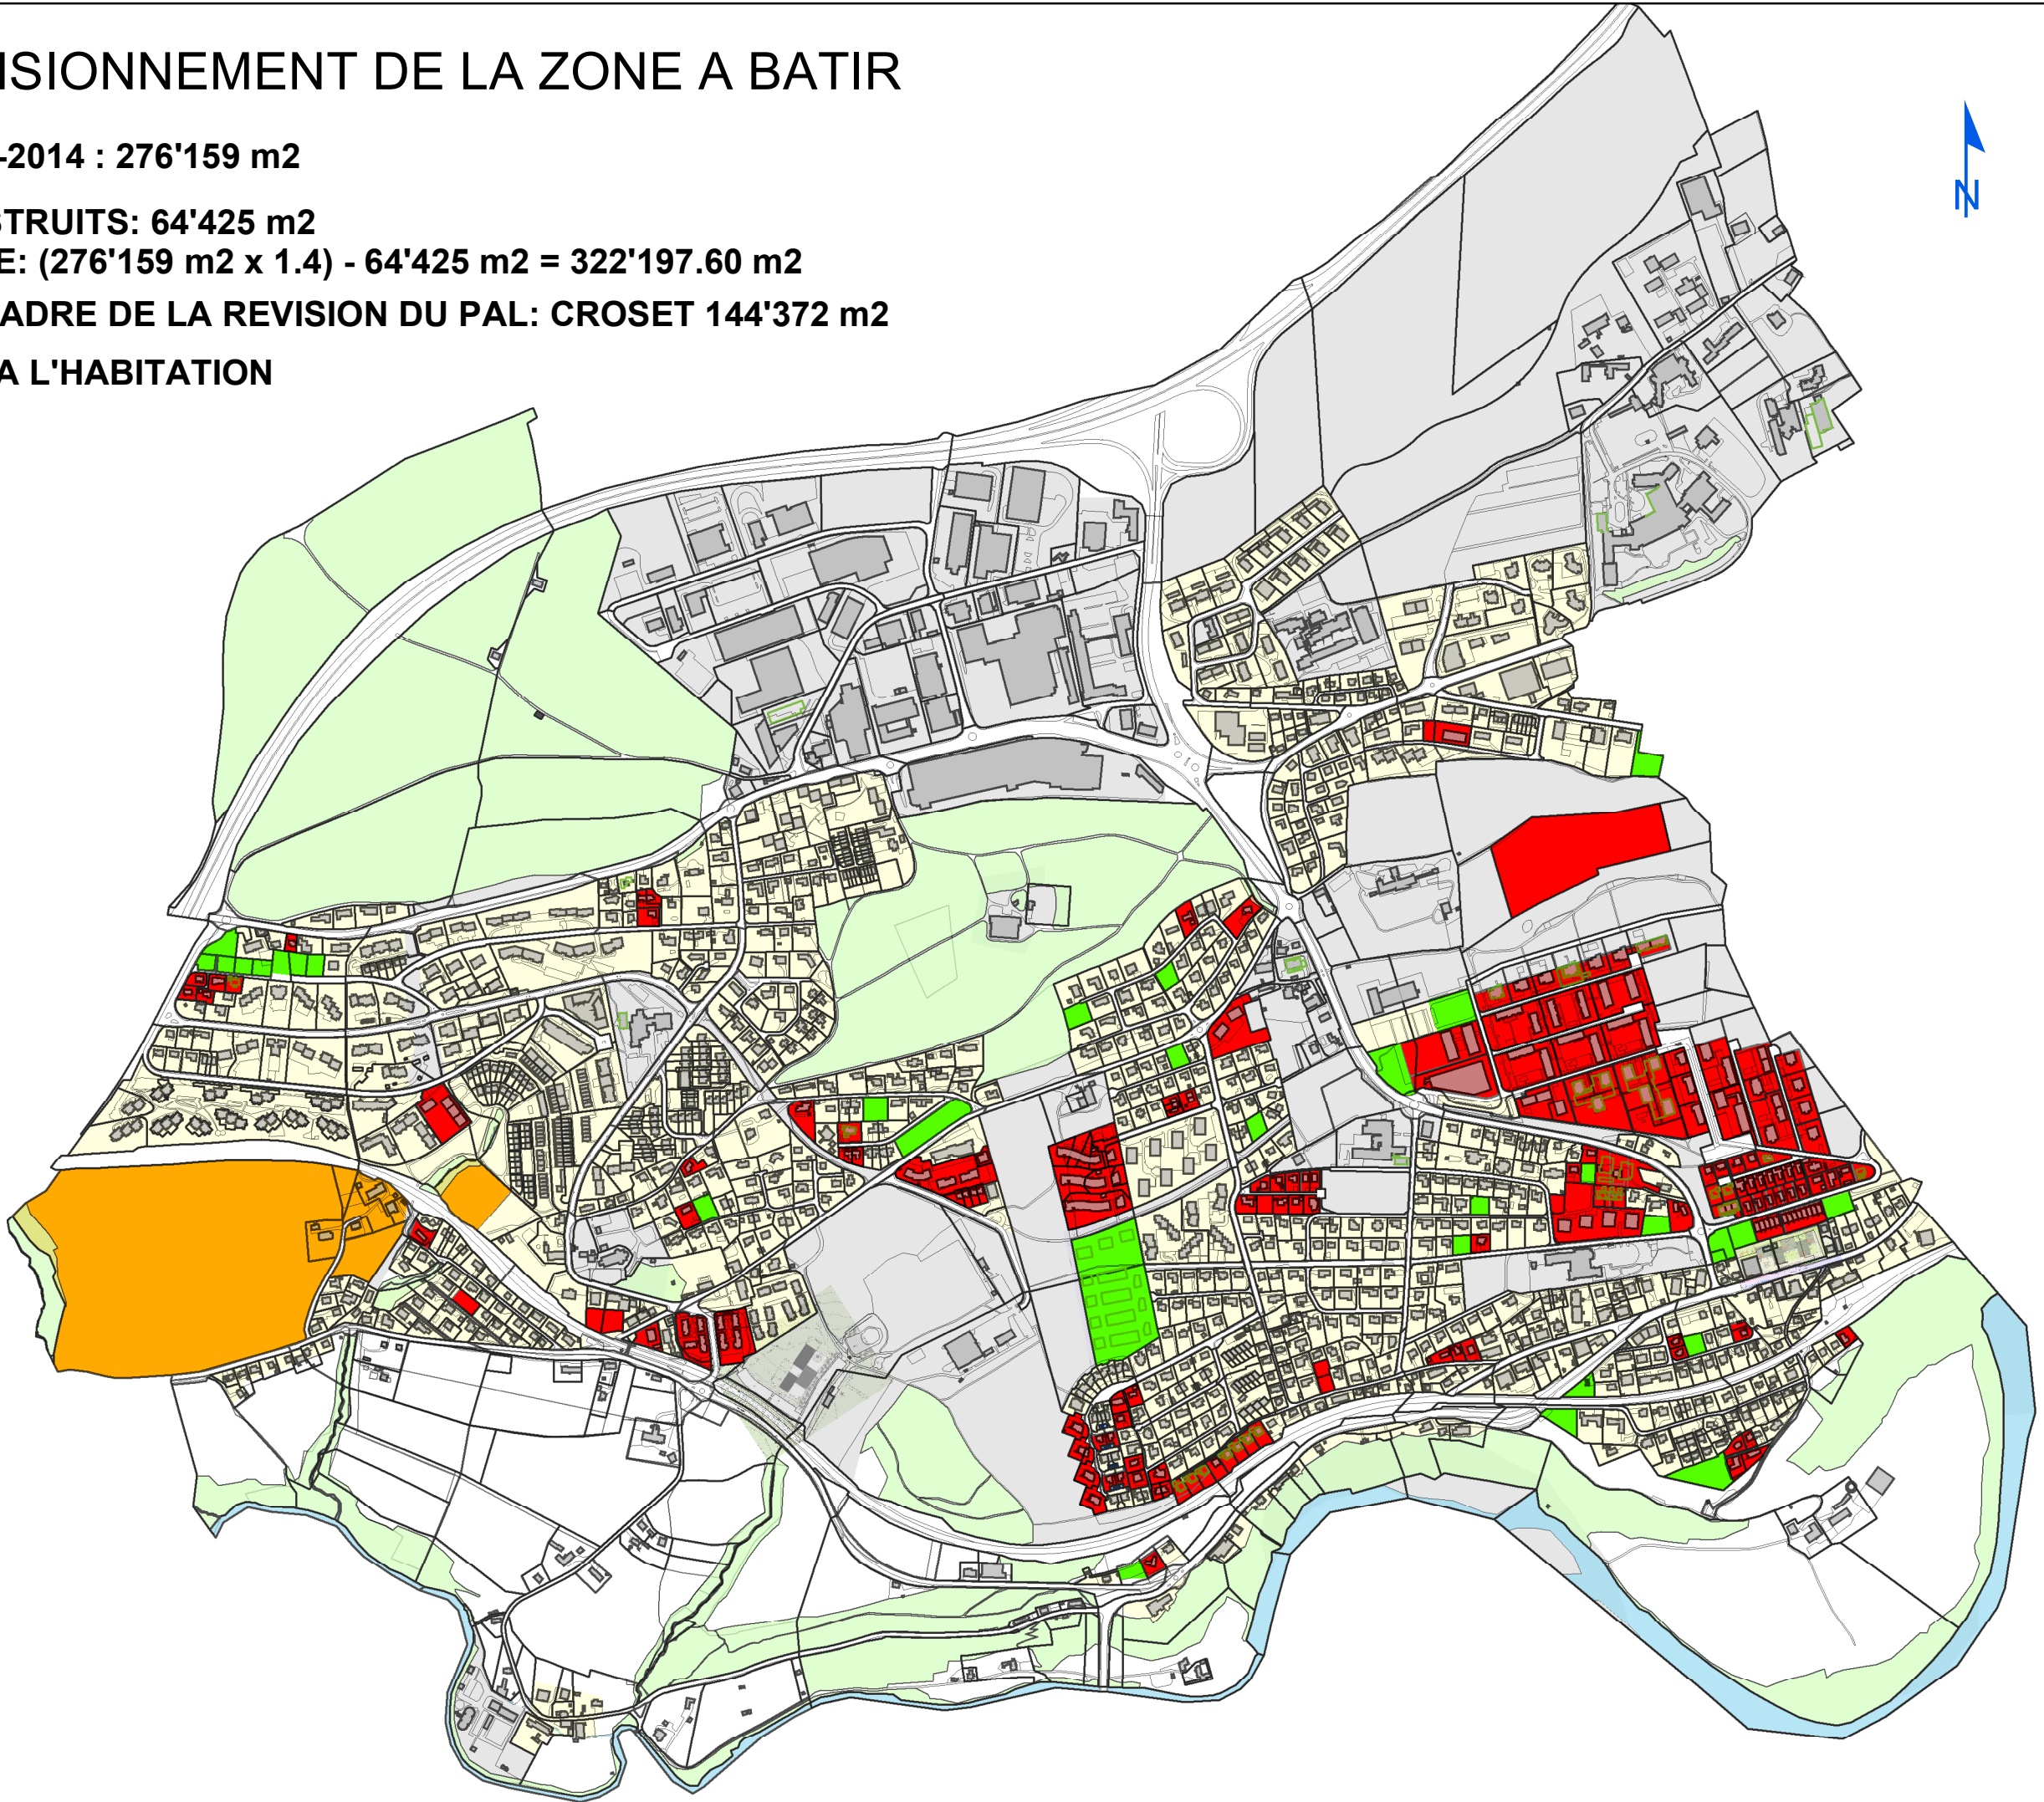 ISIONNEMENT DE LA ZONE A BATIR
-2014 : 276'159 m2
STRUITS: 64'425 m2
E: (276'159 m2 x 1.4) - 64'425 m2 = 322'197.60 m2
ADRE DE LA REVISION DU PAL: CROSET 144'372 m2
A L'HABITATION
N